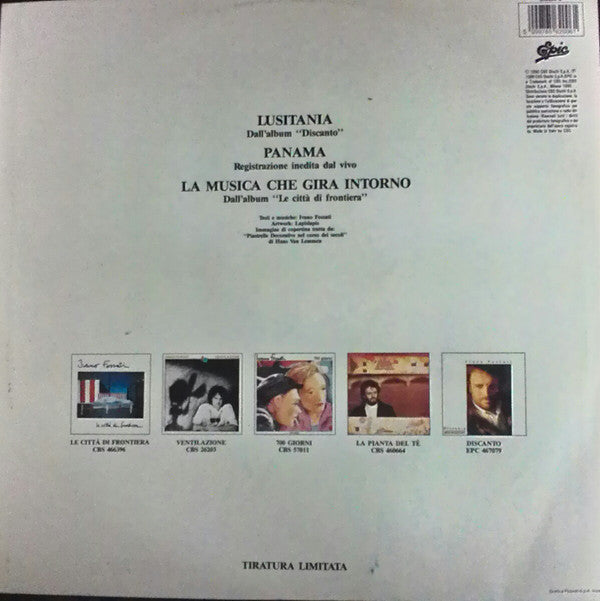 Epic
LUSITANIA
Dall'album "Discanto"
PANAMA
Registrazione inedita dal vivo
LA MUSICA CHE GIRA INTORNO
Dall'album "Le città di frontiera"
Testi e musiche: Ivano Fossati
Artwork: Lapislapis
Immagine di copertina tratta da:
"Piastrelle Decorative nel corso dei secoli"
di Hans Van Lemmen
Ivano Fossati
le città di frontiera
LE CITTÀ DI FRONTIERA
CBS 466396
VENTILAZIONE
CBS 26203
700 GIORNI
CBS 57011
LA PIANTA DEL TÈ
CBS 460664
DISCANTO
EPC 467079
TIRATURA LIMITATA